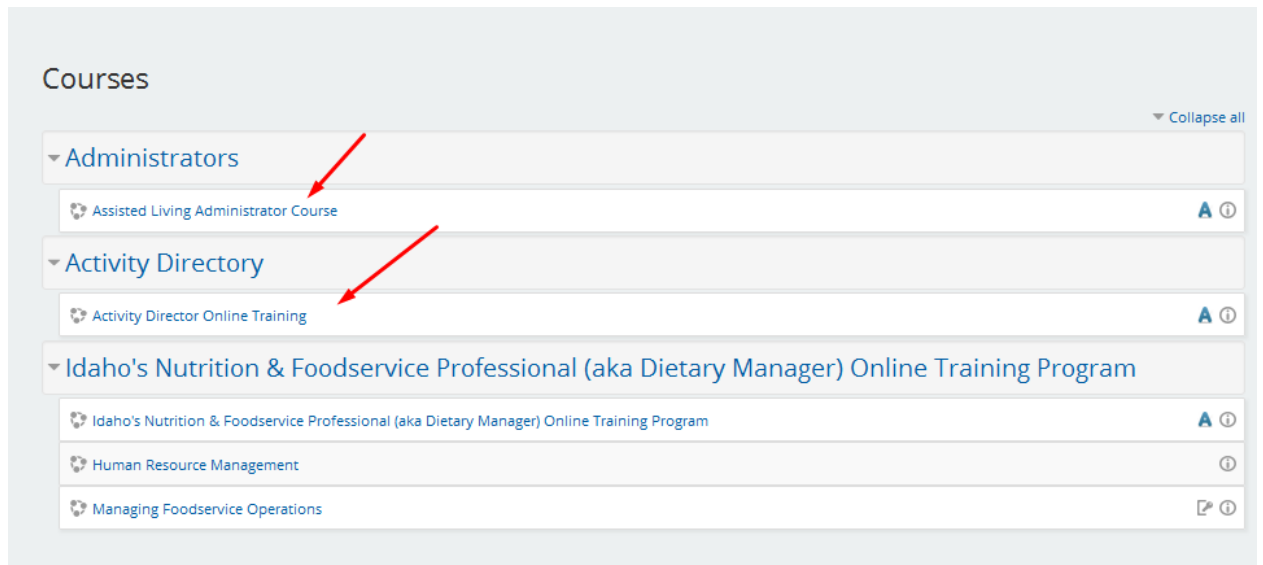 Courses
Collapse all
Administrators
Assisted Living Administrator Course
A
Activity Directory
Activity Director Online Training
A
Idaho's Nutrition & Foodservice Professional (aka Dietary Manager) Online Training Program
Idaho's Nutrition & Foodservice Professional (aka Dietary Manager) Online Training Program
A
Human Resource Management
Managing Foodservice Operations